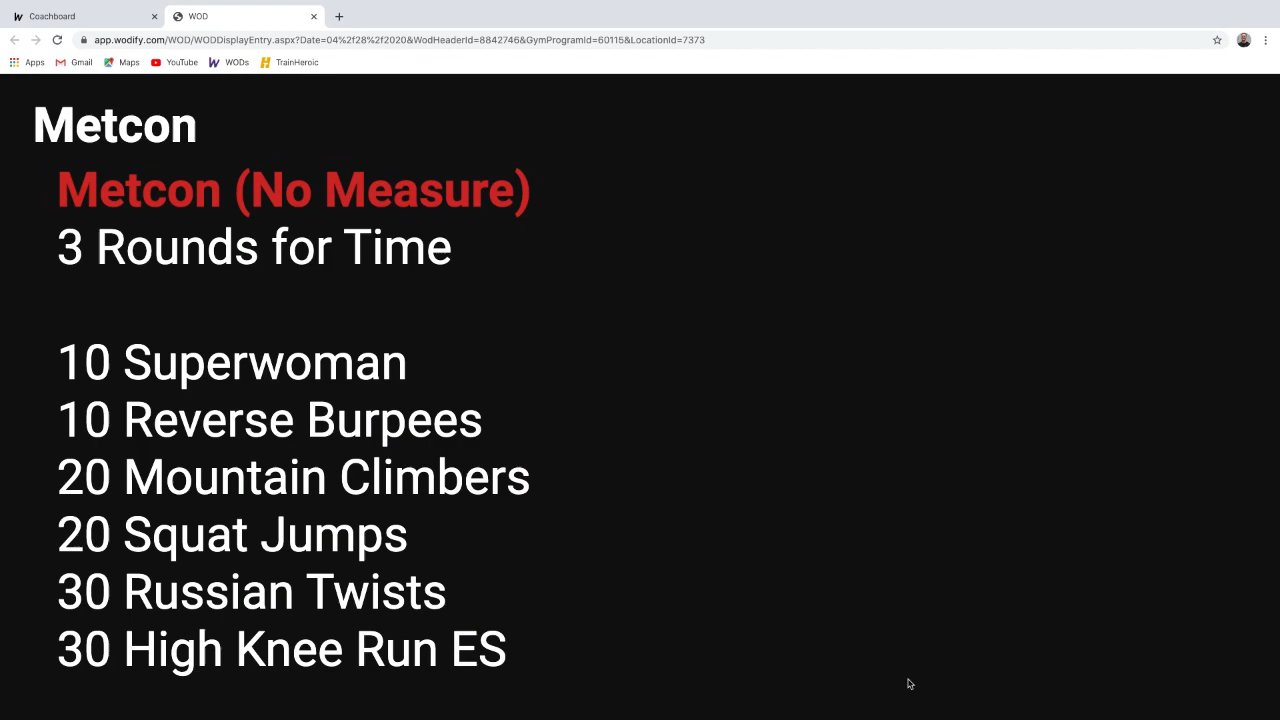 Coachboard
WOD
app.wodify.com/WOD/WODDisplayEntry.aspx?Date=04%2f28%2f2020&WodHeaderId=8842746&GymProgramId=60115&LocationId=7373
Apps Gmail Maps YouTube WODs TrainHeroic
Metcon
Metcon (No Measure)
3 Rounds for Time
10 Superwoman
10 Reverse Burpees
20 Mountain Climbers
20 Squat Jumps
30 Russian Twists
30 High Knee Run ES